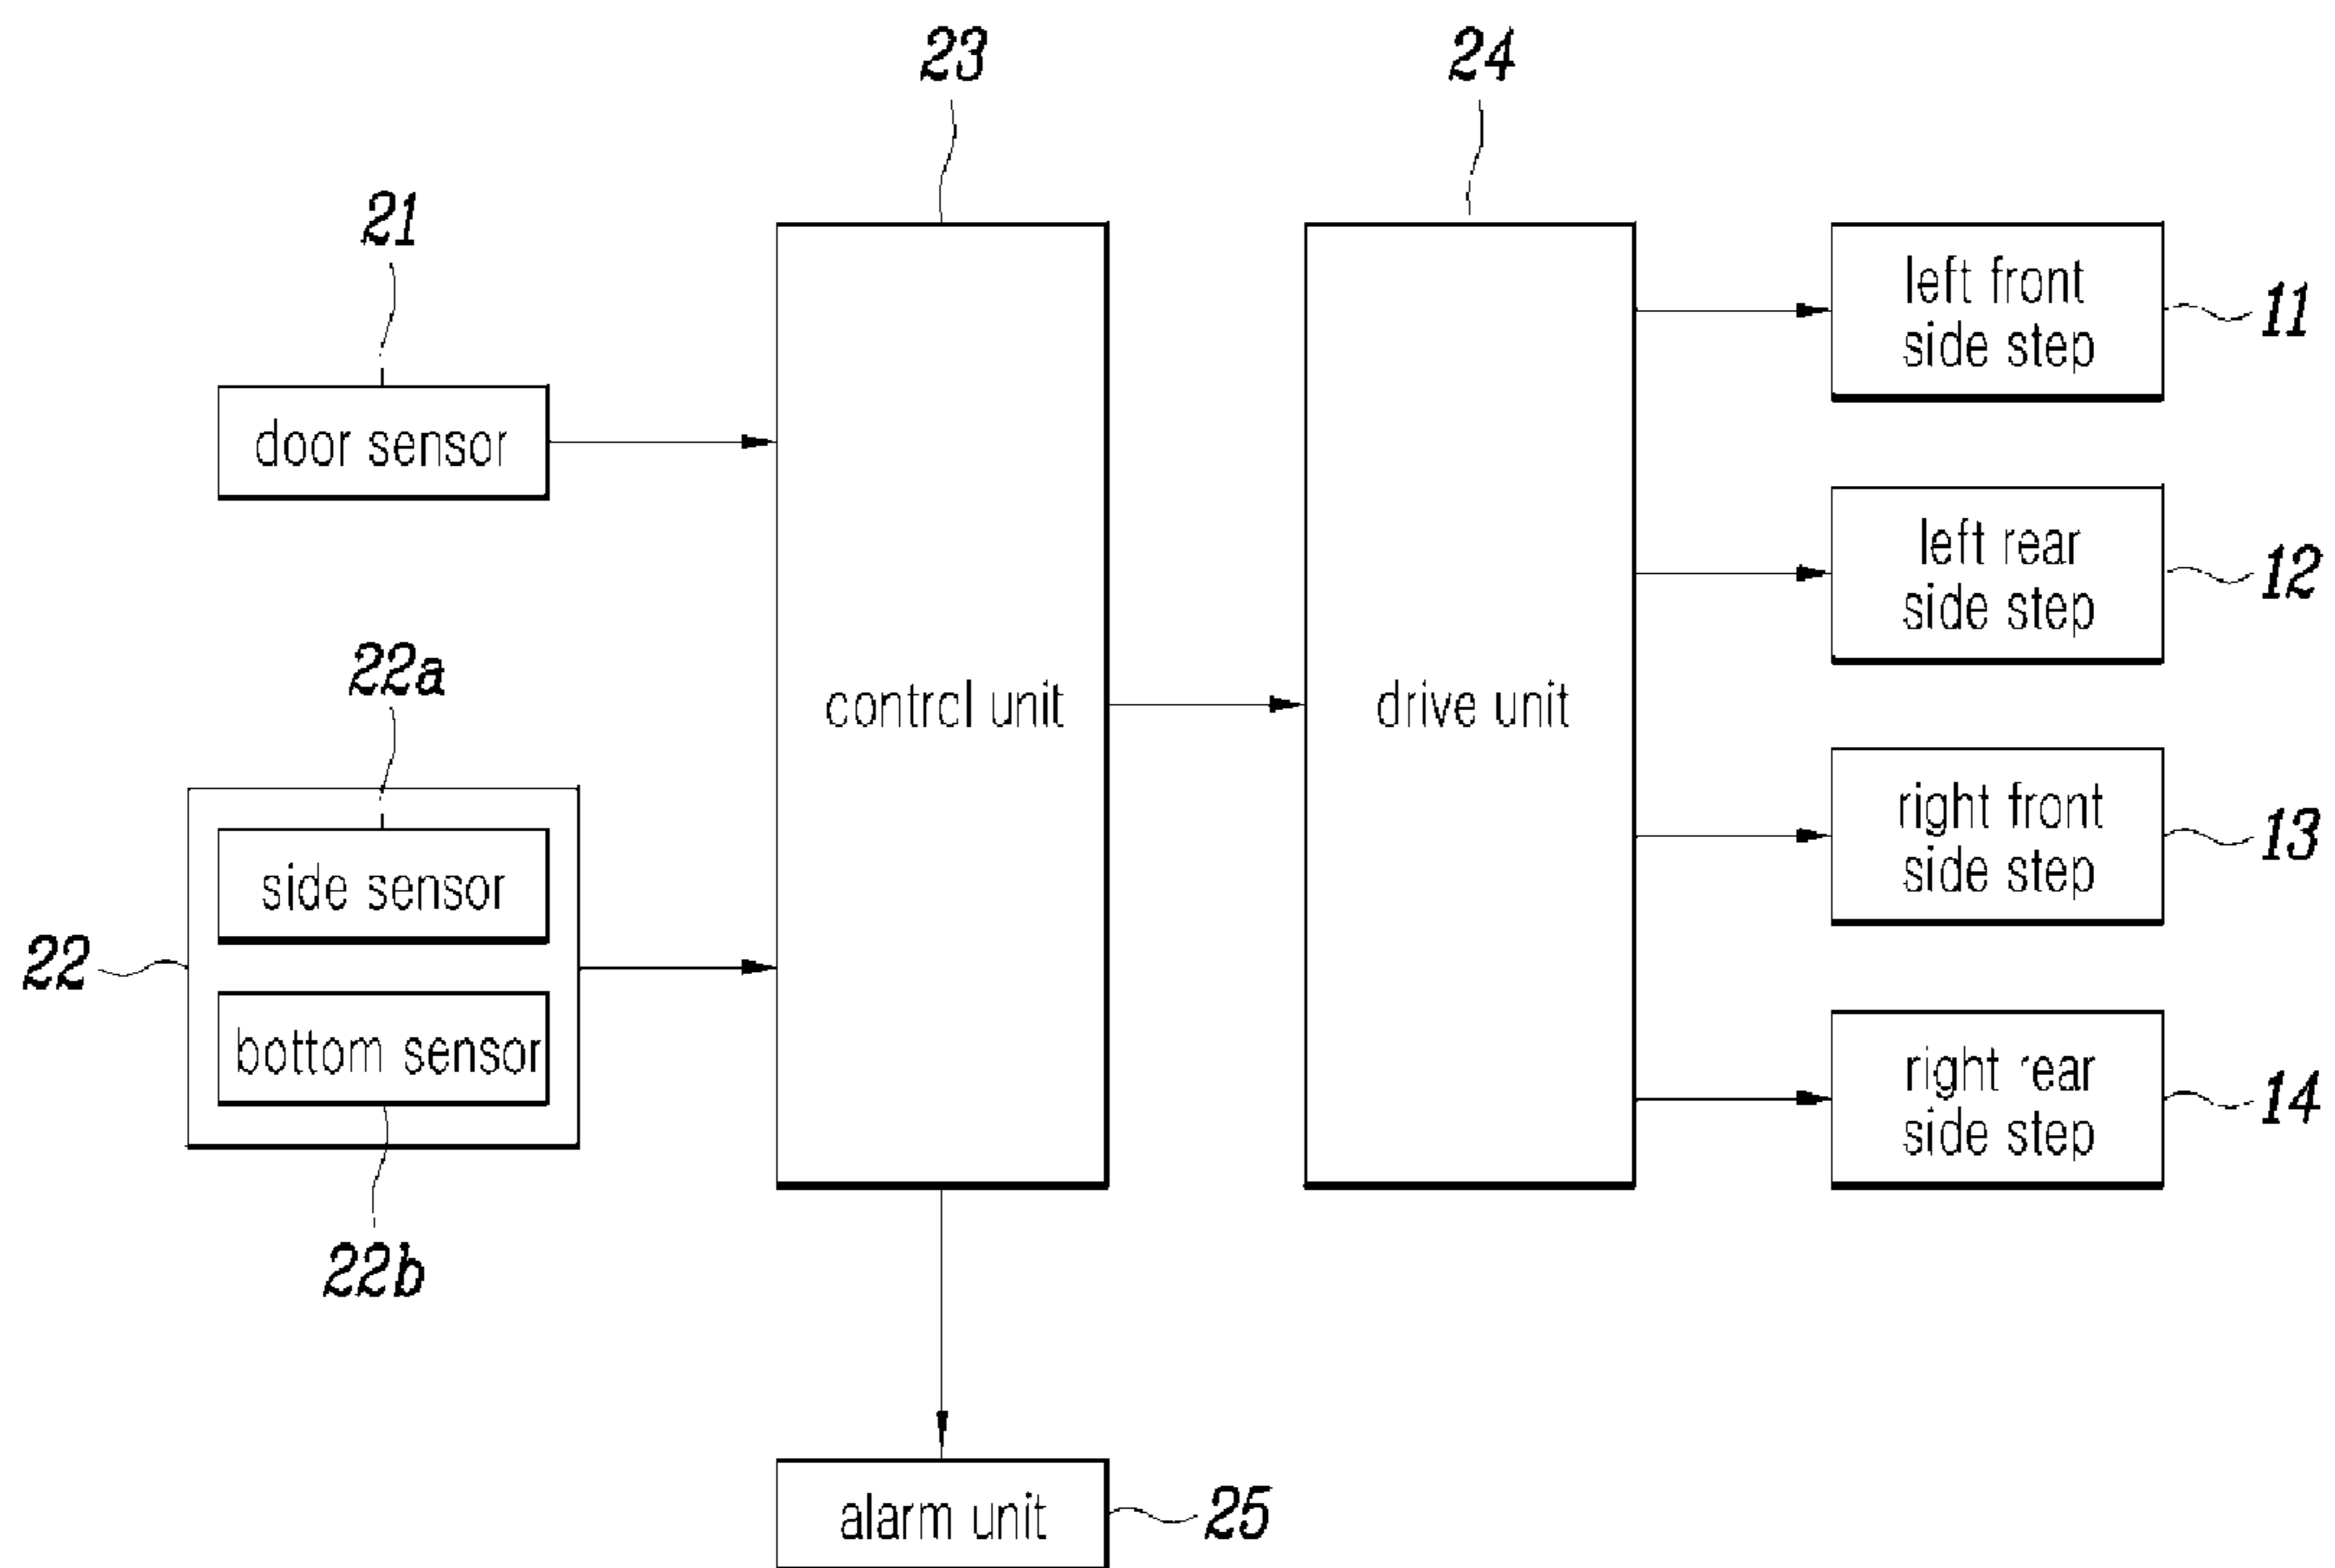 23
24
21
left front
side step
11
door sensor
left rear
side step
12
22a
control unit
drive unit
right front
side step
13
side sensor
22
bottom sensor
right rear
side step
14
22b
alarm unit
25